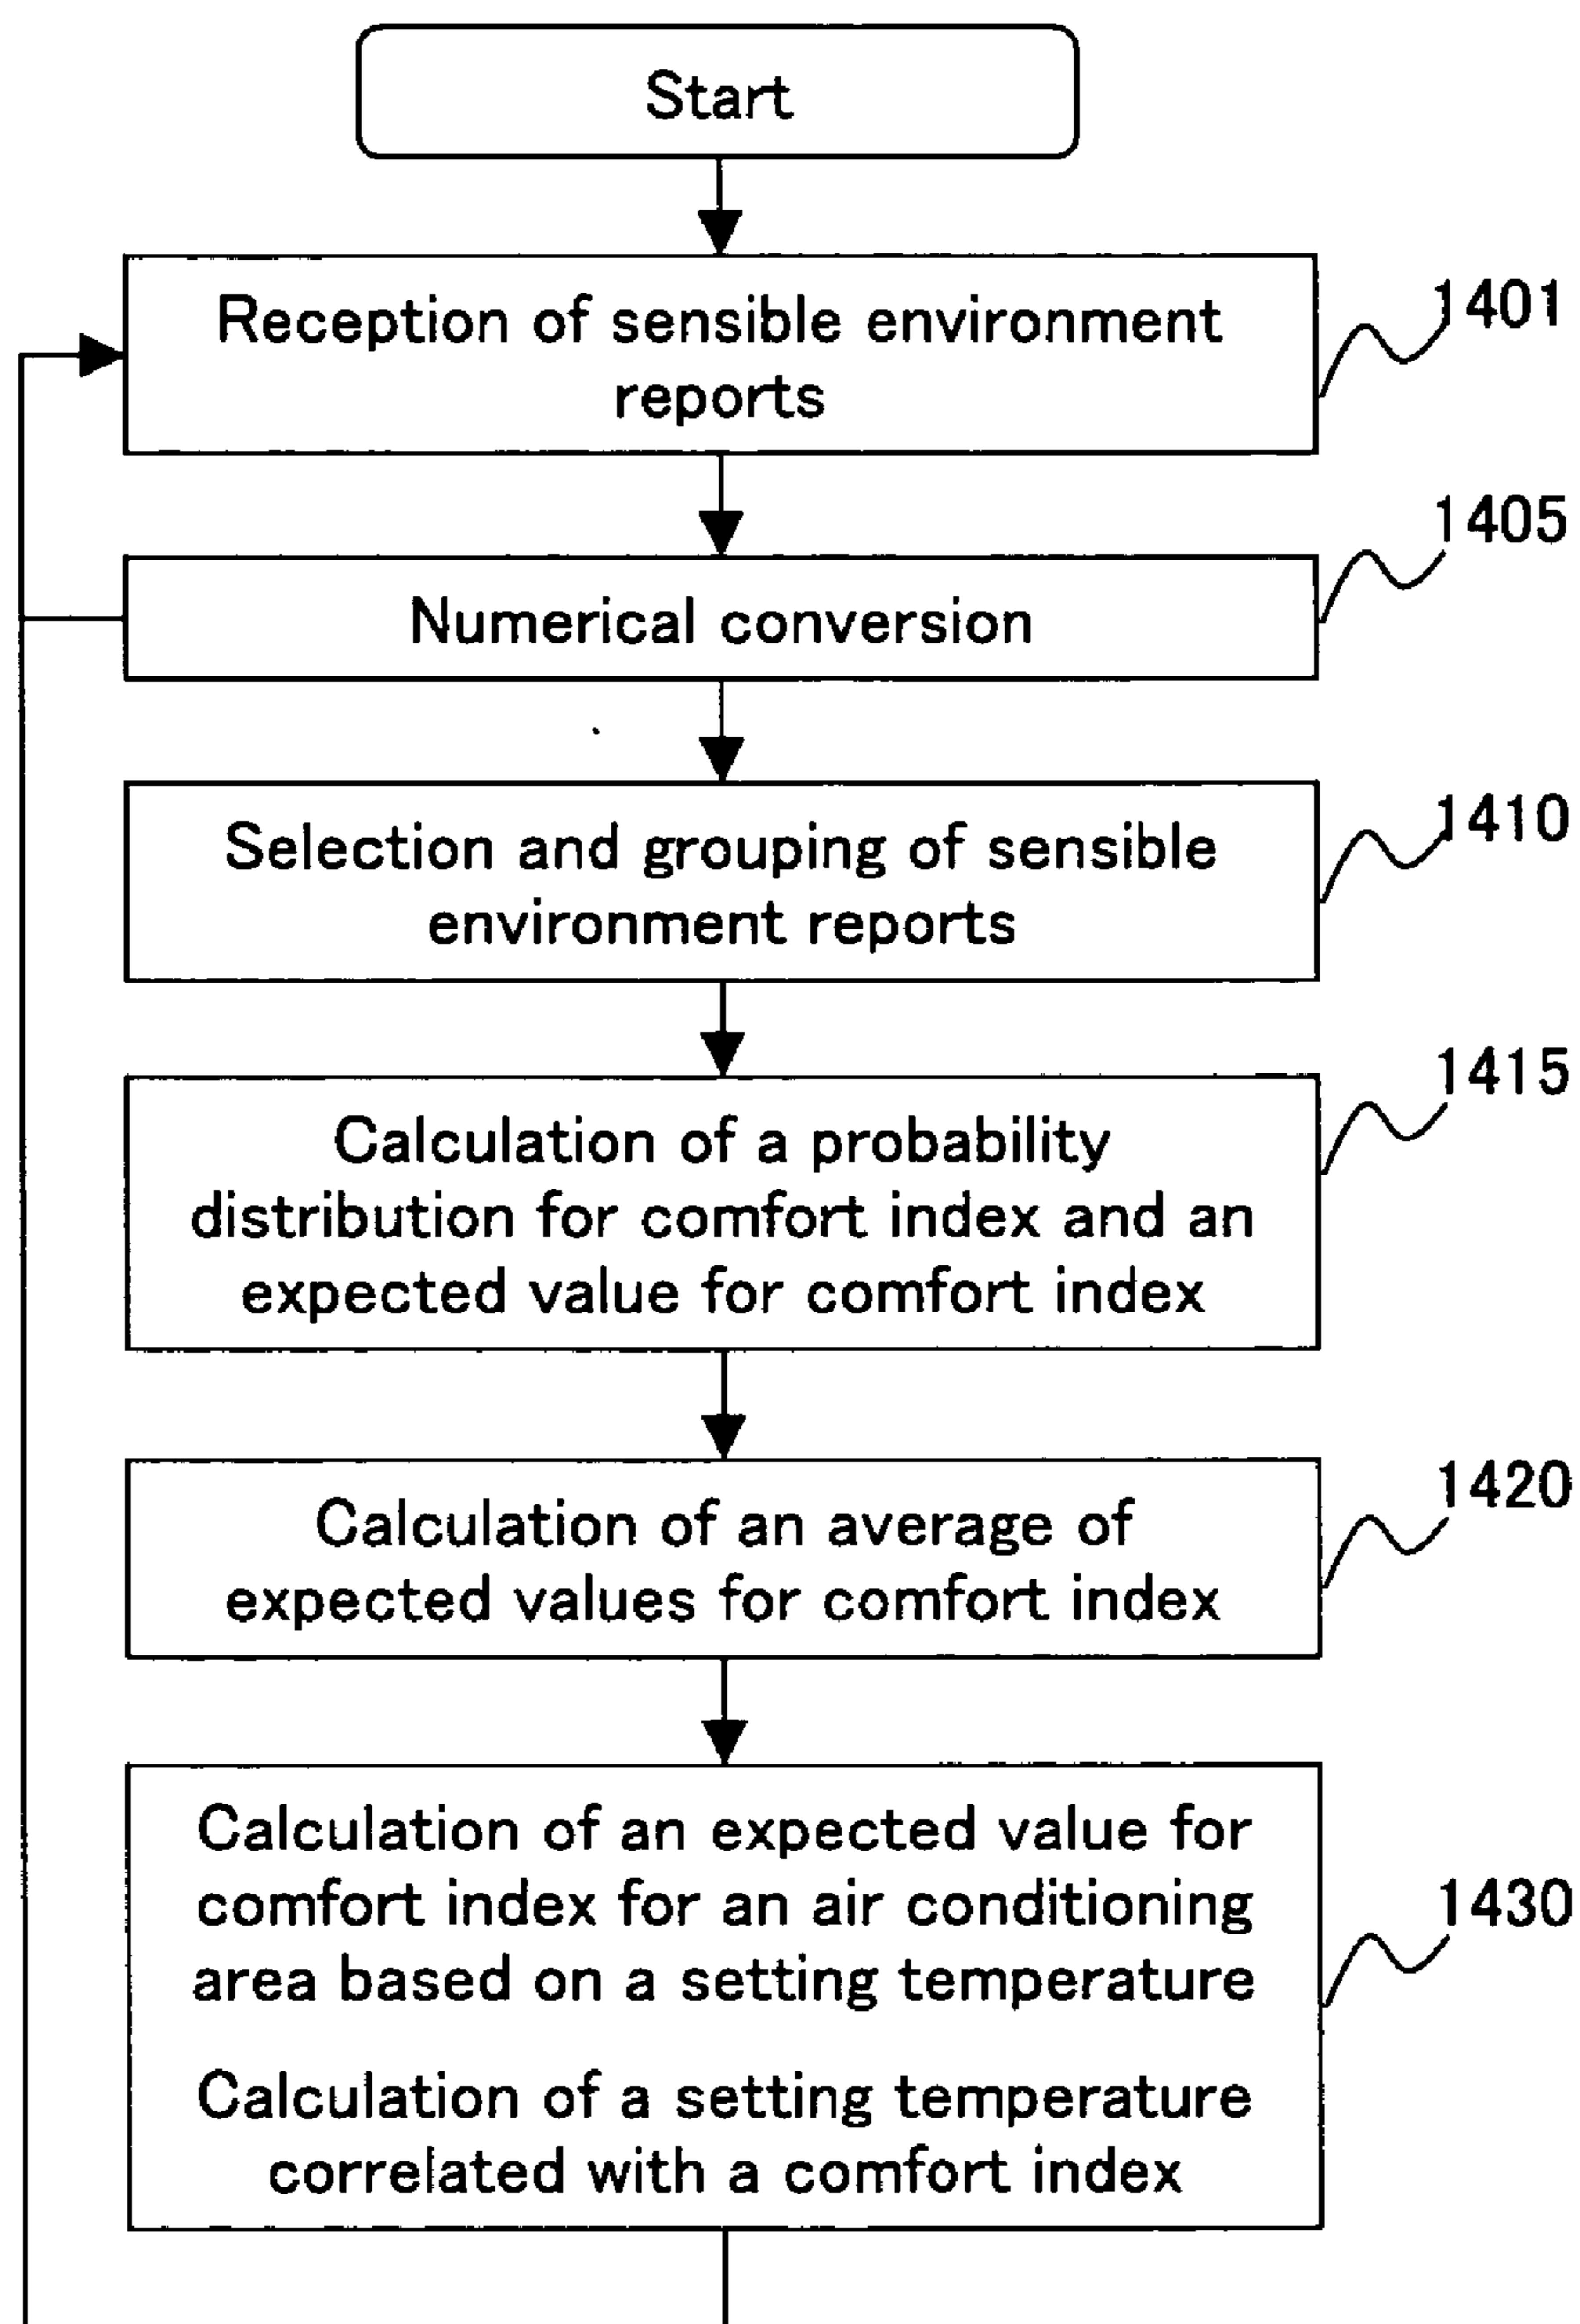 Start
Reception of sensible environment
reports
1401
Numerical conversion
1405
Selection and grouping of sensible
environment reports
1410
Calculation of a probability
distribution for comfort index and an
expected value for comfort index
1415
Calculation of an average of
expected values for comfort index
1420
Calculation of an expected value for
comfort index for an air conditioning
area based on a setting temperature
Calculation of a setting temperature
correlated with a comfort index
1430